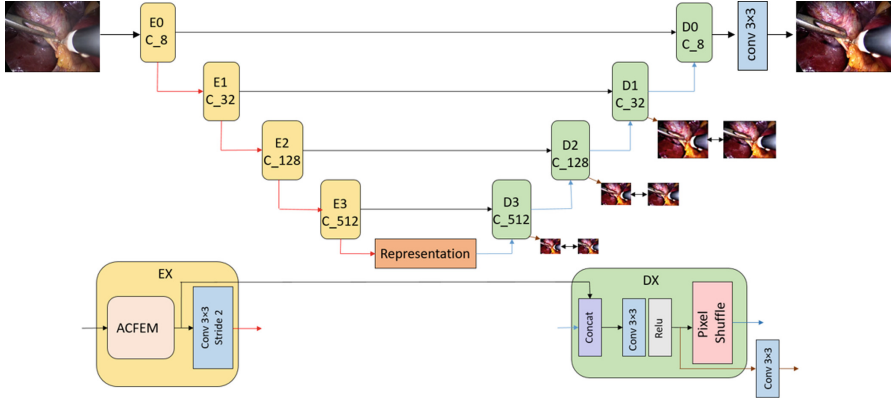 E0
C_8
D0
C_8
conv 3×3
E1
C_32
D1
C_32
E2
C_128
D2
C_128
E3
C_512
D3
C_512
Representation
EX
ACFEM
Conv 3×3
Stride 2
DX
Concat
Conv 3×3
Relu
Pixel
Shuffle
Conv 3×3